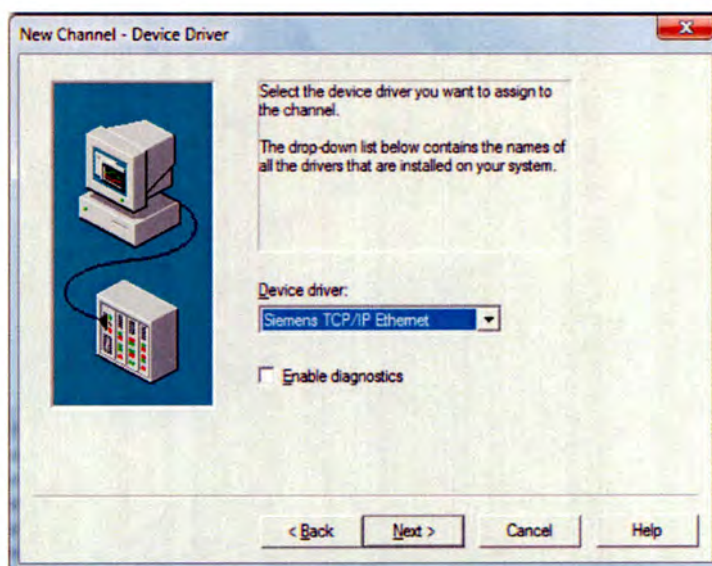 New Channel - Device Driver
Select the device driver you want to assign to
the channel.
The drop-down list below contains the names of
all the drivers that are installed on your system.
Device driver:
Siemens TCP/IP Ethernet
Enable diagnostics
< Back
Next >
Cancel
Help